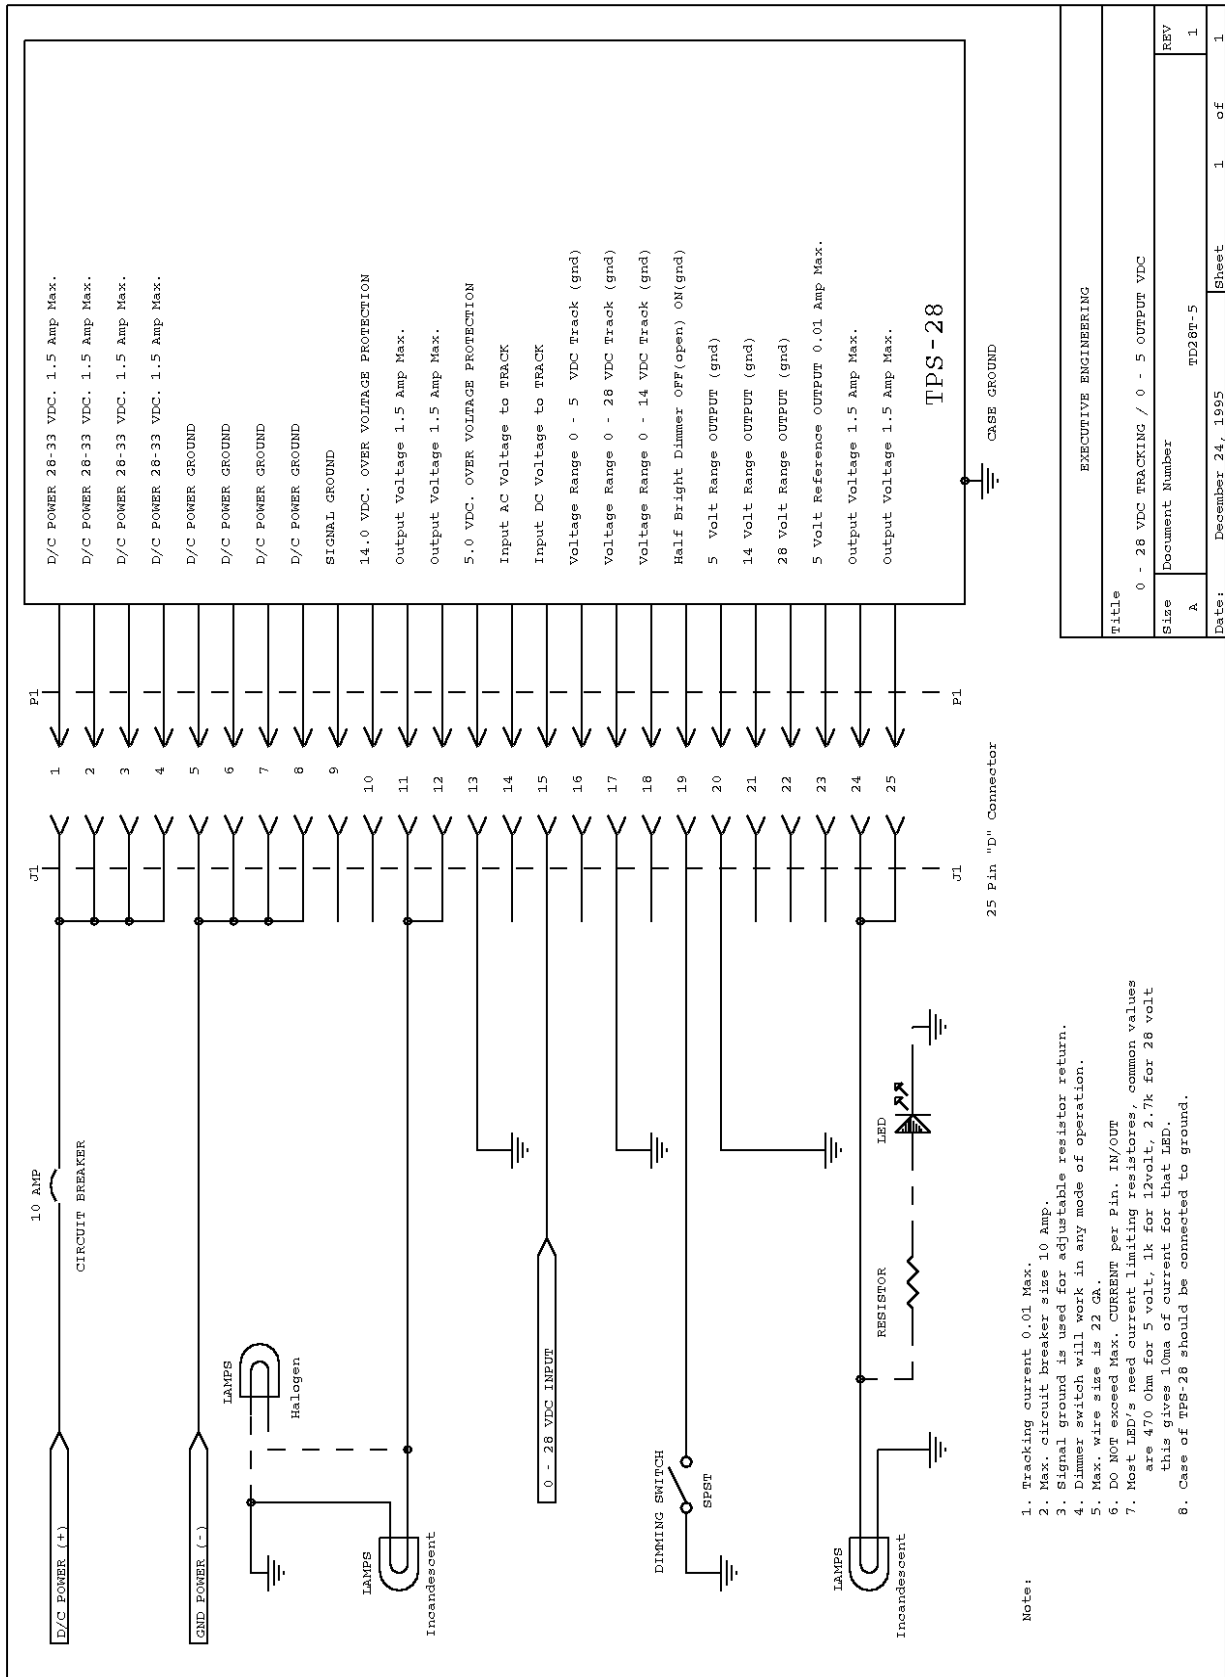 P1
D/C POWER 28-33 VDC. 1.5 Amp Max.
D/C POWER 28-33 VDC. 1.5 Amp Max.
D/C POWER 28-33 VDC. 1.5 Amp Max.
D/C POWER 28-33 VDC. 1.5 Amp Max.
D/C POWER GROUND
D/C POWER GROUND
D/C POWER GROUND
D/C POWER GROUND
SIGNAL GROUND
14.0 VDC. OVER VOLTAGE PROTECTION
Output Voltage 1.5 Amp Max.
Output Voltage 1.5 Amp Max.
5.0 VDC. OVER VOLTAGE PROTECTION
Input AC Voltage to TRACK
Input DC Voltage to TRACK
Voltage Range 0 - 5 VDC Track (gnd)
Voltage Range 0 - 28 VDC Track (gnd)
Voltage Range 0 - 14 VDC Track (gnd)
Half Bright Dimmer OFF(open) ON(gnd)
5 Volt Range OUTPUT (gnd)
14 Volt Range OUTPUT (gnd)
28 Volt Range OUTPUT (gnd)
5 Volt Reference OUTPUT 0.01 Amp Max.
Output Voltage 1.5 Amp Max.
Output Voltage 1.5 Amp Max.
TPS-28
CASE GROUND
P1
J1
1
2
3
4
5
6
7
8
9
10
11
12
13
14
15
16
17
18
19
20
21
22
23
24
25
J1
25 Pin "D" Connector
10 AMP
CIRCUIT BREAKER
D/C POWER (+)
GND POWER (-)
LAMPS
Halogen
LAMPS
Incandescent
0 - 28 VDC INPUT
DIMMING SWITCH
SPST
RESISTOR
LED
LAMPS
Incandescent
Note:
1. Tracking current 0.01 Max.
2. Max. circuit breaker size 10 Amp.
3. Signal ground is used for adjustable resistor return.
4. Dimmer switch will work in any mode of operation.
5. Max. wire size is 22 GA.
6. DO NOT exceed Max. CURRENT per Pin. IN/OUT
7. Most LED's need current limiting resistores, common values
are 470 Ohm for 5 volt, 1k for 12volt, 2.7k for 28 volt
this gives 10ma of current for that LED.
8. Case of TPS-28 should be connected to ground.
EXECUTIVE ENGINEERING
Title
0 - 28 VDC TRACKING / 0 - 5 OUTPUT VDC
Size Document Number REV
A TD28T-5 1
Date: December 24, 1995 Sheet 1 of 1